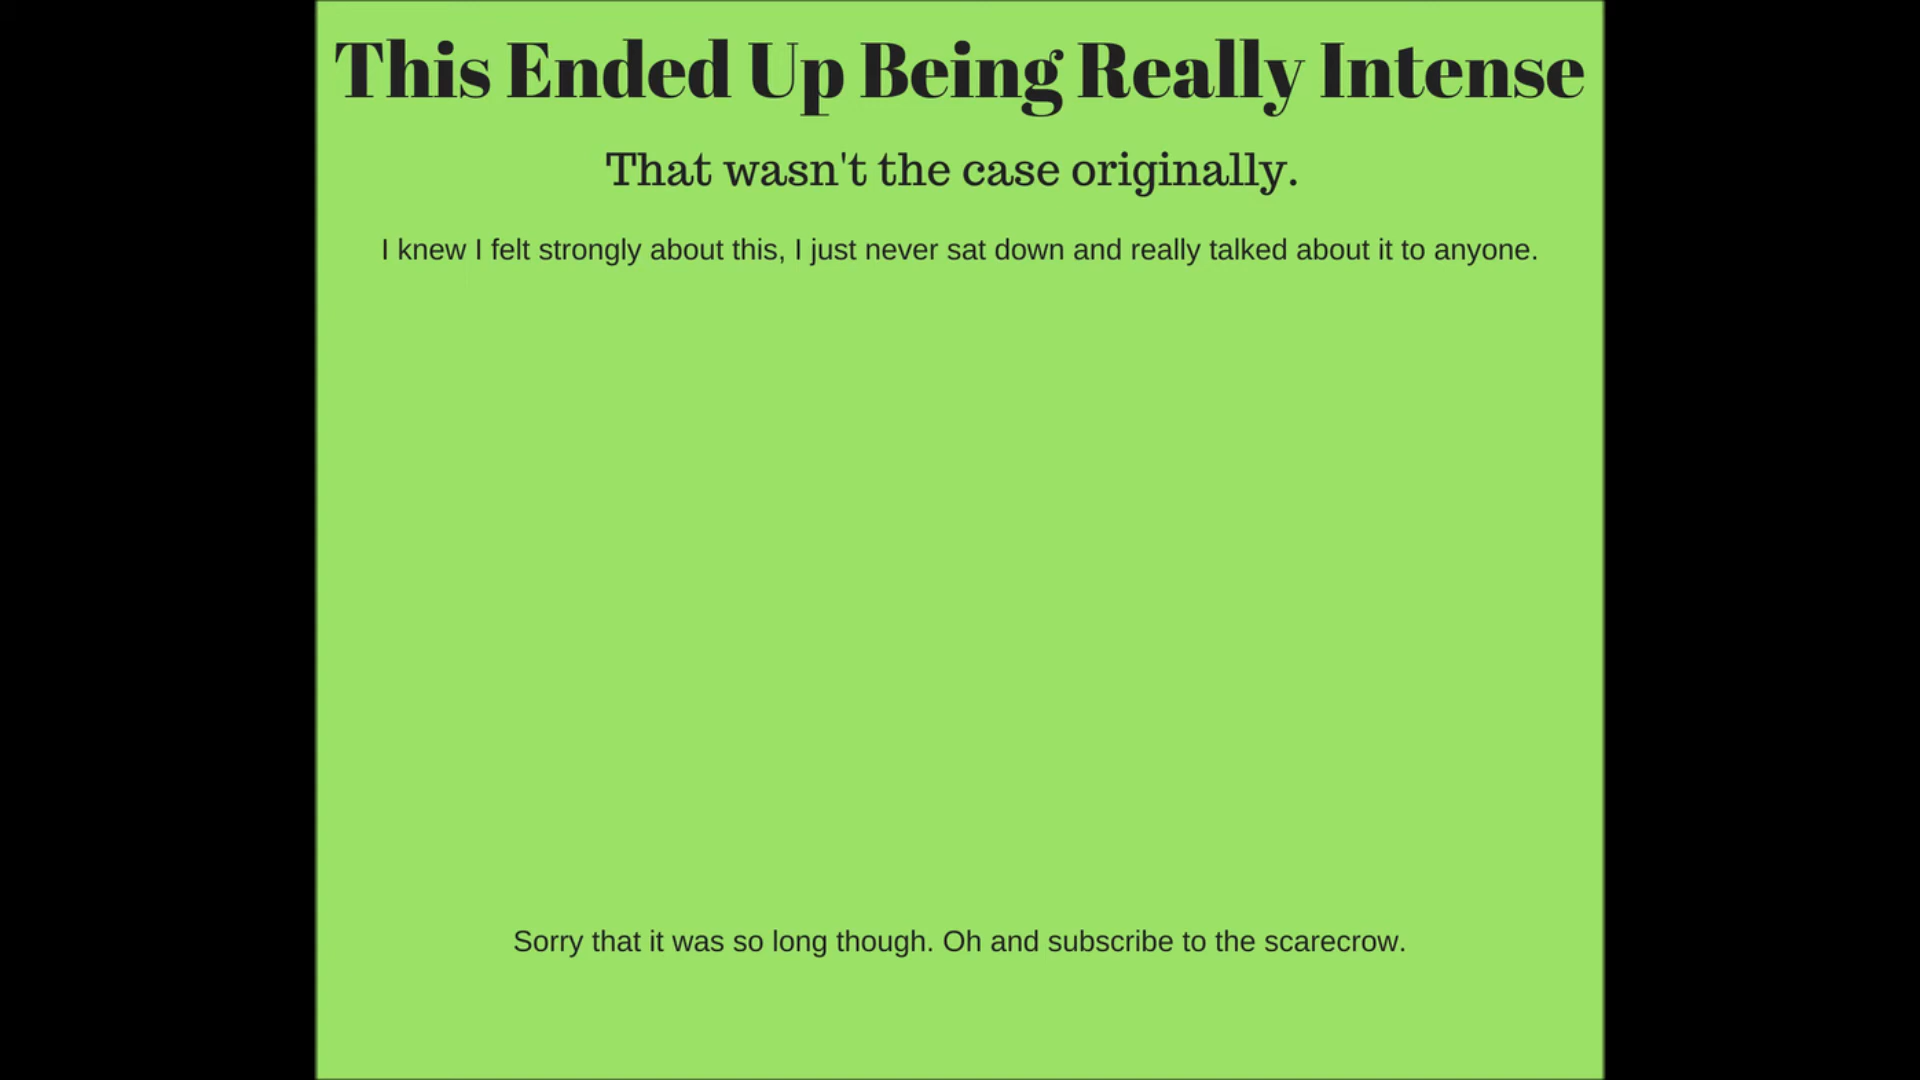 This Ended Up Being Really Intense
That wasn't the case originally.
I knew I felt strongly about this, I just never sat down and really talked about it to anyone.
Sorry that it was so long though. Oh and subscribe to the scarecrow.